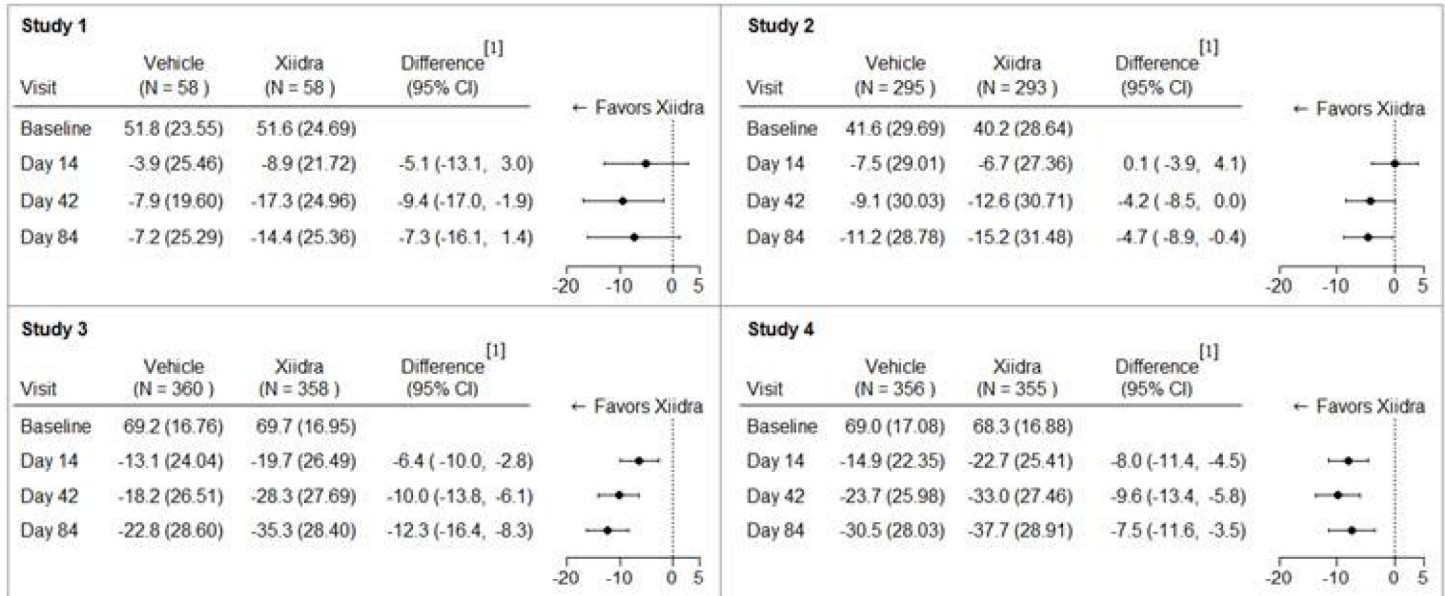 Study 1
Vehicle Xiidra Difference [1]
Visit (N = 58 ) (N = 58 ) (95% CI)
← Favors Xiidra
Baseline 51.8 (23.55) 51.6 (24.69)
Day 14 -3.9 (25.46) -8.9 (21.72) -5.1 (-13.1, 3.0)
Day 42 -7.9 (19.60) -17.3 (24.96) -9.4 (-17.0, -1.9)
Day 84 -7.2 (25.29) -14.4 (25.36) -7.3 (-16.1, 1.4)
-20 -10 0 5
Study 2
Vehicle Xiidra Difference [1]
Visit (N = 295 ) (N = 293 ) (95% CI)
← Favors Xiidra
Baseline 41.6 (29.69) 40.2 (28.64)
Day 14 -7.5 (29.01) -6.7 (27.36) 0.1 ( -3.9, 4.1)
Day 42 -9.1 (30.03) -12.6 (30.71) -4.2 ( -8.5, 0.0)
Day 84 -11.2 (28.78) -15.2 (31.48) -4.7 ( -8.9, -0.4)
-20 -10 0 5
Study 3
Vehicle Xiidra Difference [1]
Visit (N = 360 ) (N = 358 ) (95% CI)
← Favors Xiidra
Baseline 69.2 (16.76) 69.7 (16.95)
Day 14 -13.1 (24.04) -19.7 (26.49) -6.4 ( -10.0, -2.8)
Day 42 -18.2 (26.51) -28.3 (27.69) -10.0 (-13.8, -6.1)
Day 84 -22.8 (28.60) -35.3 (28.40) -12.3 (-16.4, -8.3)
-20 -10 0 5
Study 4
Vehicle Xiidra Difference [1]
Visit (N = 356 ) (N = 355 ) (95% CI)
← Favors Xiidra
Baseline 69.0 (17.08) 68.3 (16.88)
Day 14 -14.9 (22.35) -22.7 (25.41) -8.0 (-11.4, -4.5)
Day 42 -23.7 (25.98) -33.0 (27.46) -9.6 (-13.4, -5.8)
Day 84 -30.5 (28.03) -37.7 (28.91) -7.5 (-11.6, -3.5)
-20 -10 0 5